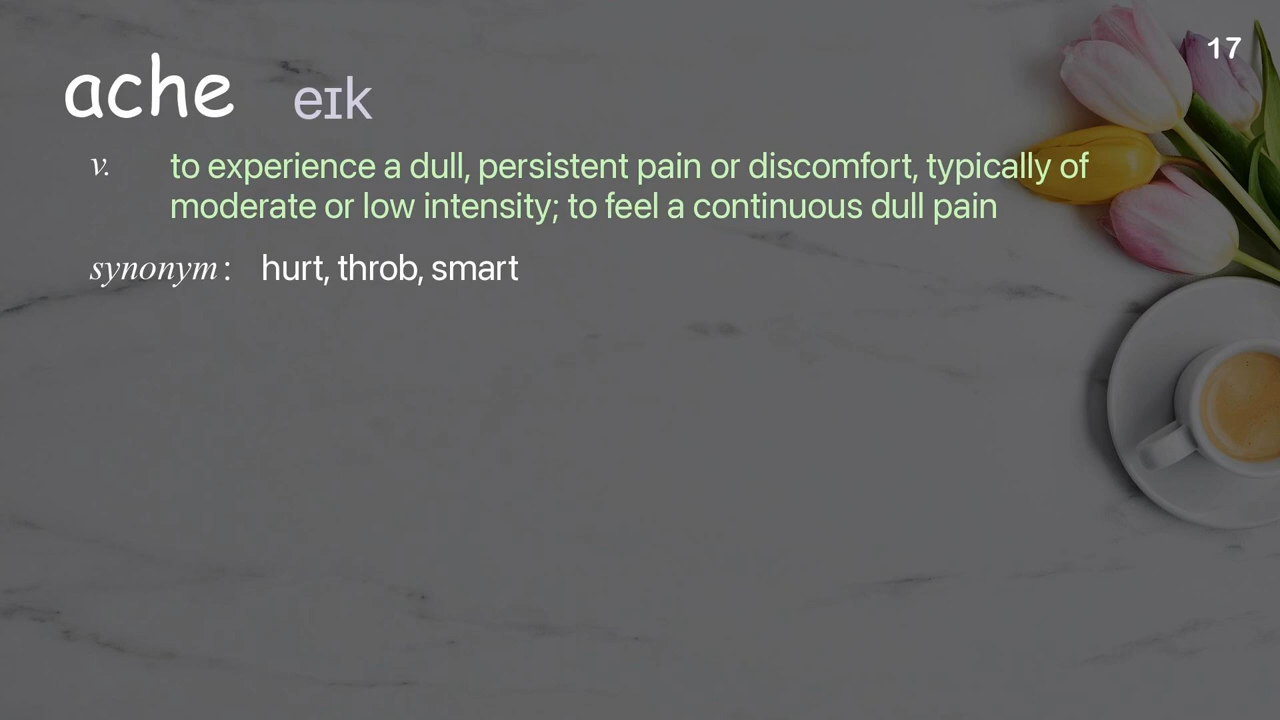 17
ache eɪk
v. to experience a dull, persistent pain or discomfort, typically of
moderate or low intensity; to feel a continuous dull pain
synonym: hurt, throb, smart